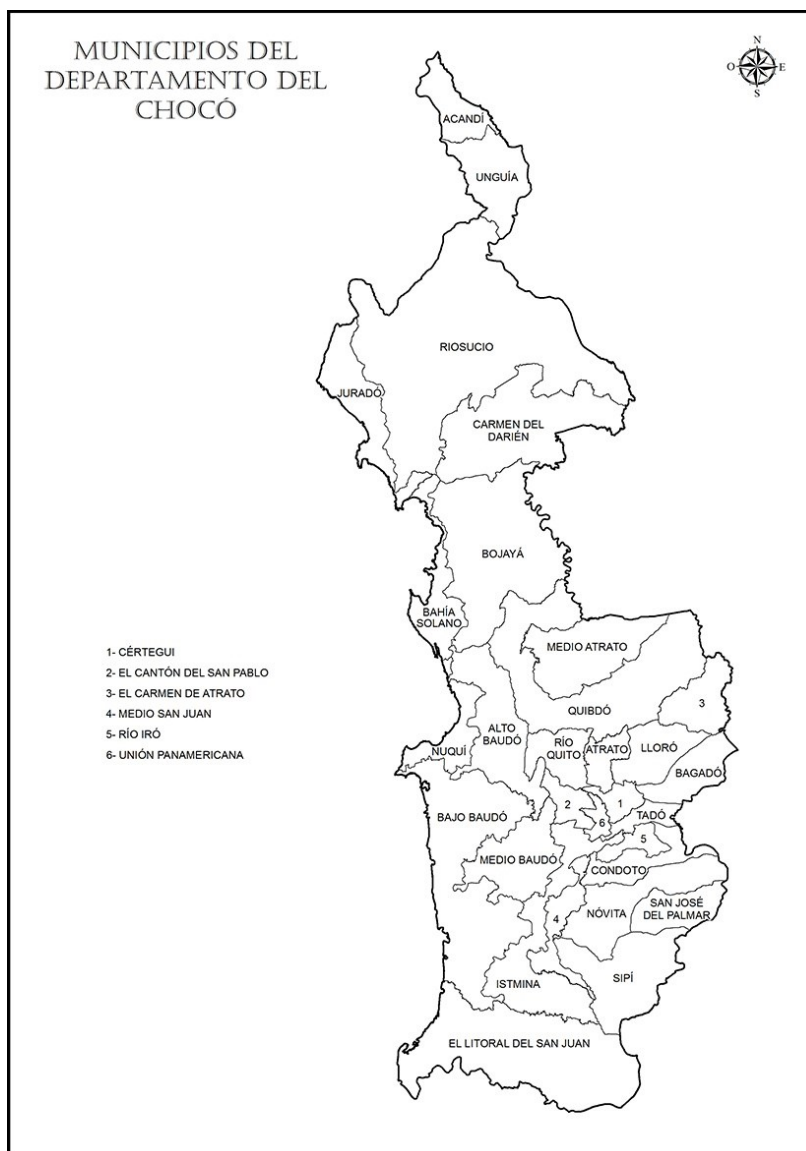 MUNICIPIOS DEL
DEPARTAMENTO DEL
CHOCÓ
N
O
E
S
ACANDÍ
UNGUÍA
RIOSUCIO
JURADÓ
CARMEN DEL
DARIÉN
BOJAYÁ
BAHÍA
SOLANO
1- CÉRTEGUI
2- EL CANTÓN DEL SAN PABLO
3- EL CARMEN DE ATRATO
4- MEDIO SAN JUAN
5- RÍO IRÓ
6- UNIÓN PANAMERICANA
MEDIO ATRATO
3
QUIBDÓ
ALTO
BAUDÓ
NUQUÍ
RÍO
QUITO
ATRATO
LLORÓ
BAGADÓ
2
1
BAJO BAUDÓ
6
TADÓ
5
MEDIO BAUDÓ
CONDOTO
4
NÓVITA
SAN JOSÉ
DEL PALMAR
ISTMINA
SIPÍ
EL LITORAL DEL SAN JUAN